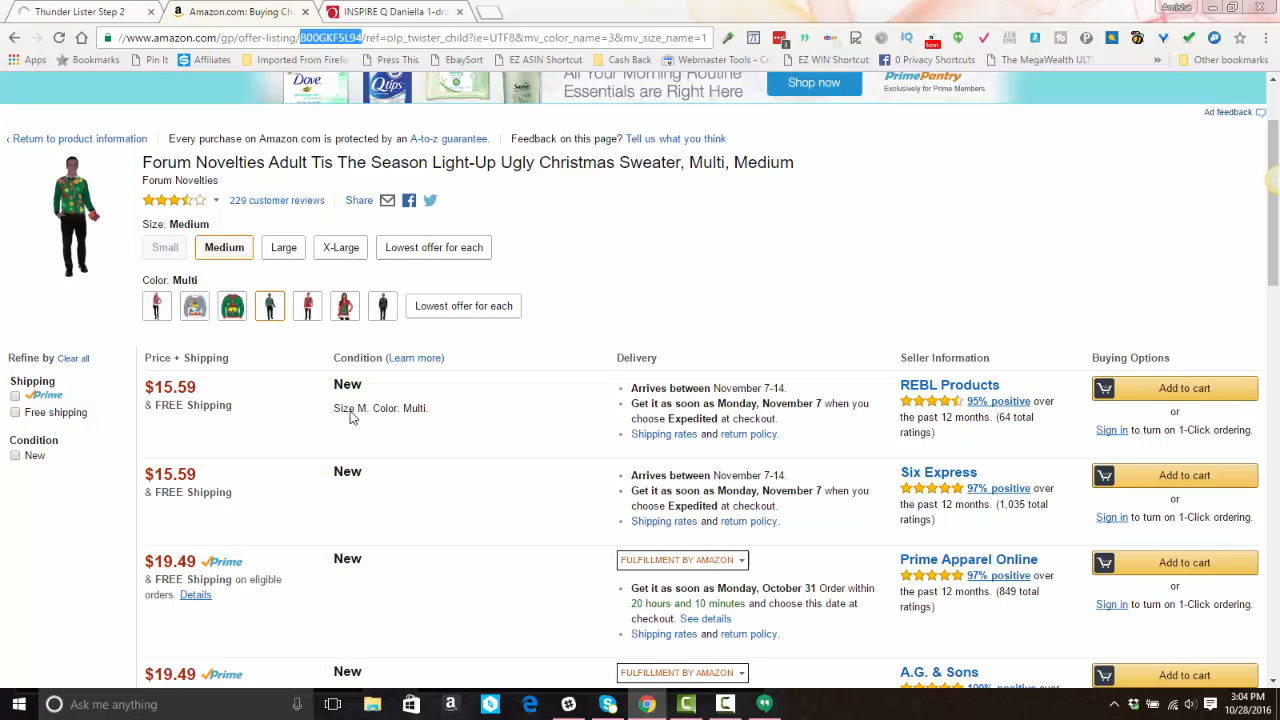 Thunder Lister Step 2
Amazon.com: Buying Ch
INSPIRE Q Daniella 1-dra
Amisha
//www.amazon.com/gp/offer-listing/B00GKF5L94/ref=olp_twister_child?ie=UTF8&mv_color_name=3&mv_size_name=1
Apps Bookmarks Pin It Affiliates Imported From Firefo Press This EbaySort EZ ASIN Shortcut Cash Back Webmaster Tools EZ WIN Shortcut 0 Privacy Shortcuts The MegaWealth ULTI » Other bookmarks
Dove Qtips
All Your Morning Routine
Essentials are Right Here
Shop now
PrimePantry
Exclusively for Prime Members
Ad feedback
‹ Return to product information Every purchase on Amazon.com is protected by an A-to-z guarantee. Feedback on this page? Tell us what you think
Forum Novelties Adult Tis The Season Light-Up Ugly Christmas Sweater, Multi, Medium
Forum Novelties
229 customer reviews Share
Size: Medium
Small Medium Large X-Large Lowest offer for each
Color: Multi
Lowest offer for each
Refine by Clear all
Shipping
Prime
Free shipping
Condition
New
Price + Shipping Condition (Learn more) Delivery Seller Information Buying Options
$15.59
& FREE Shipping
New
Size M. Color: Multi.
Arrives between November 7-14.
Get it as soon as Monday, November 7 when you
choose Expedited at checkout.
Shipping rates and return policy.
REBL Products
95% positive over
the past 12 months. (64 total
ratings)
Add to cart
or
Sign in to turn on 1-Click ordering.
$15.59
& FREE Shipping
New
Arrives between November 7-14.
Get it as soon as Monday, November 7 when you
choose Expedited at checkout.
Shipping rates and return policy.
Six Express
97% positive over
the past 12 months. (1,035 total
ratings)
Add to cart
or
Sign in to turn on 1-Click ordering.
$19.49 Prime
& FREE Shipping on eligible
orders. Details
New
FULFILLMENT BY AMAZON
Get it as soon as Monday, October 31 Order within
20 hours and 10 minutes and choose this date at
checkout. See details
Shipping rates and return policy.
Prime Apparel Online
97% positive over
the past 12 months. (849 total
ratings)
Add to cart
or
Sign in to turn on 1-Click ordering.
$19.49 Prime
New
FULFILLMENT BY AMAZON
A.G. & Sons
Add to cart
Ask me anything
3:04 PM
10/28/2016